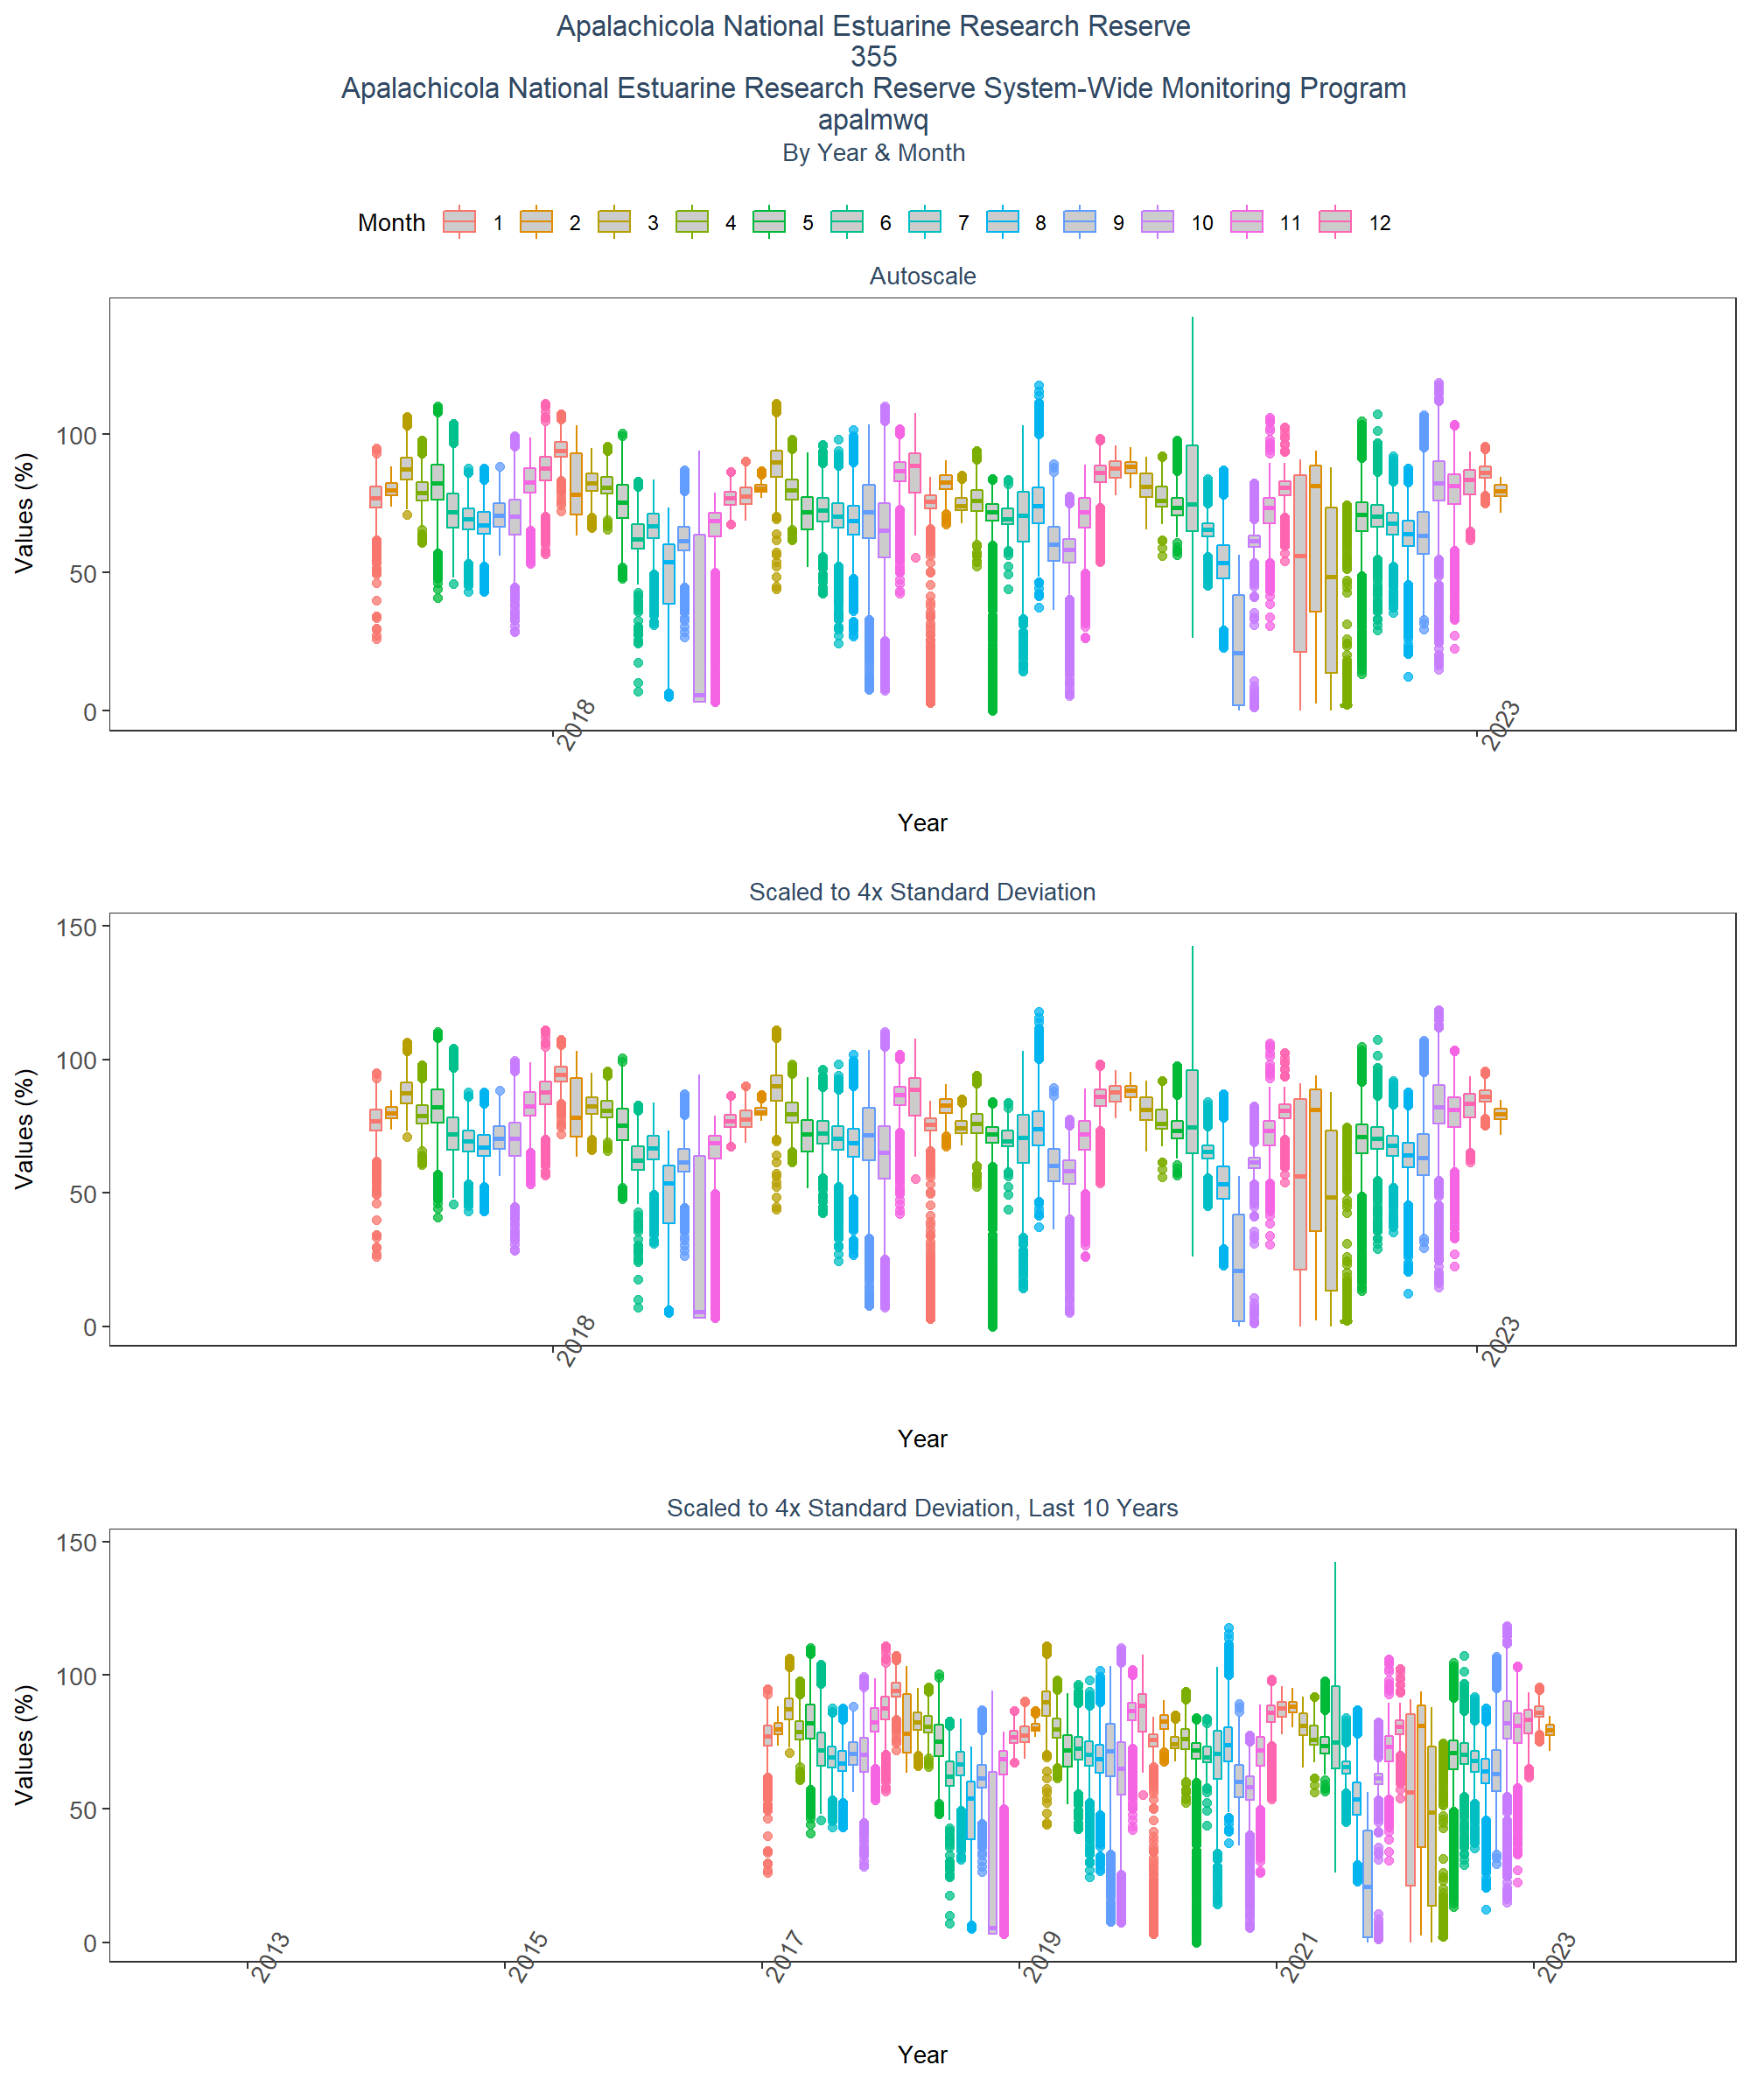 Apalachicola National Estuarine Research Reserve
355
Apalachicola National Estuarine Research Reserve System-Wide Monitoring Program
apalmwq
By Year & Month
Month 1 2 3 4 5 6 7 8 9 10 11 12
Autoscale
Values (%)
100
50
0
2018 2023
Year
Scaled to 4x Standard Deviation
Values (%)
150
100
50
0
2018 2023
Year
Scaled to 4x Standard Deviation, Last 10 Years
Values (%)
150
100
50
0
2013 2015 2017 2019 2021 2023
Year